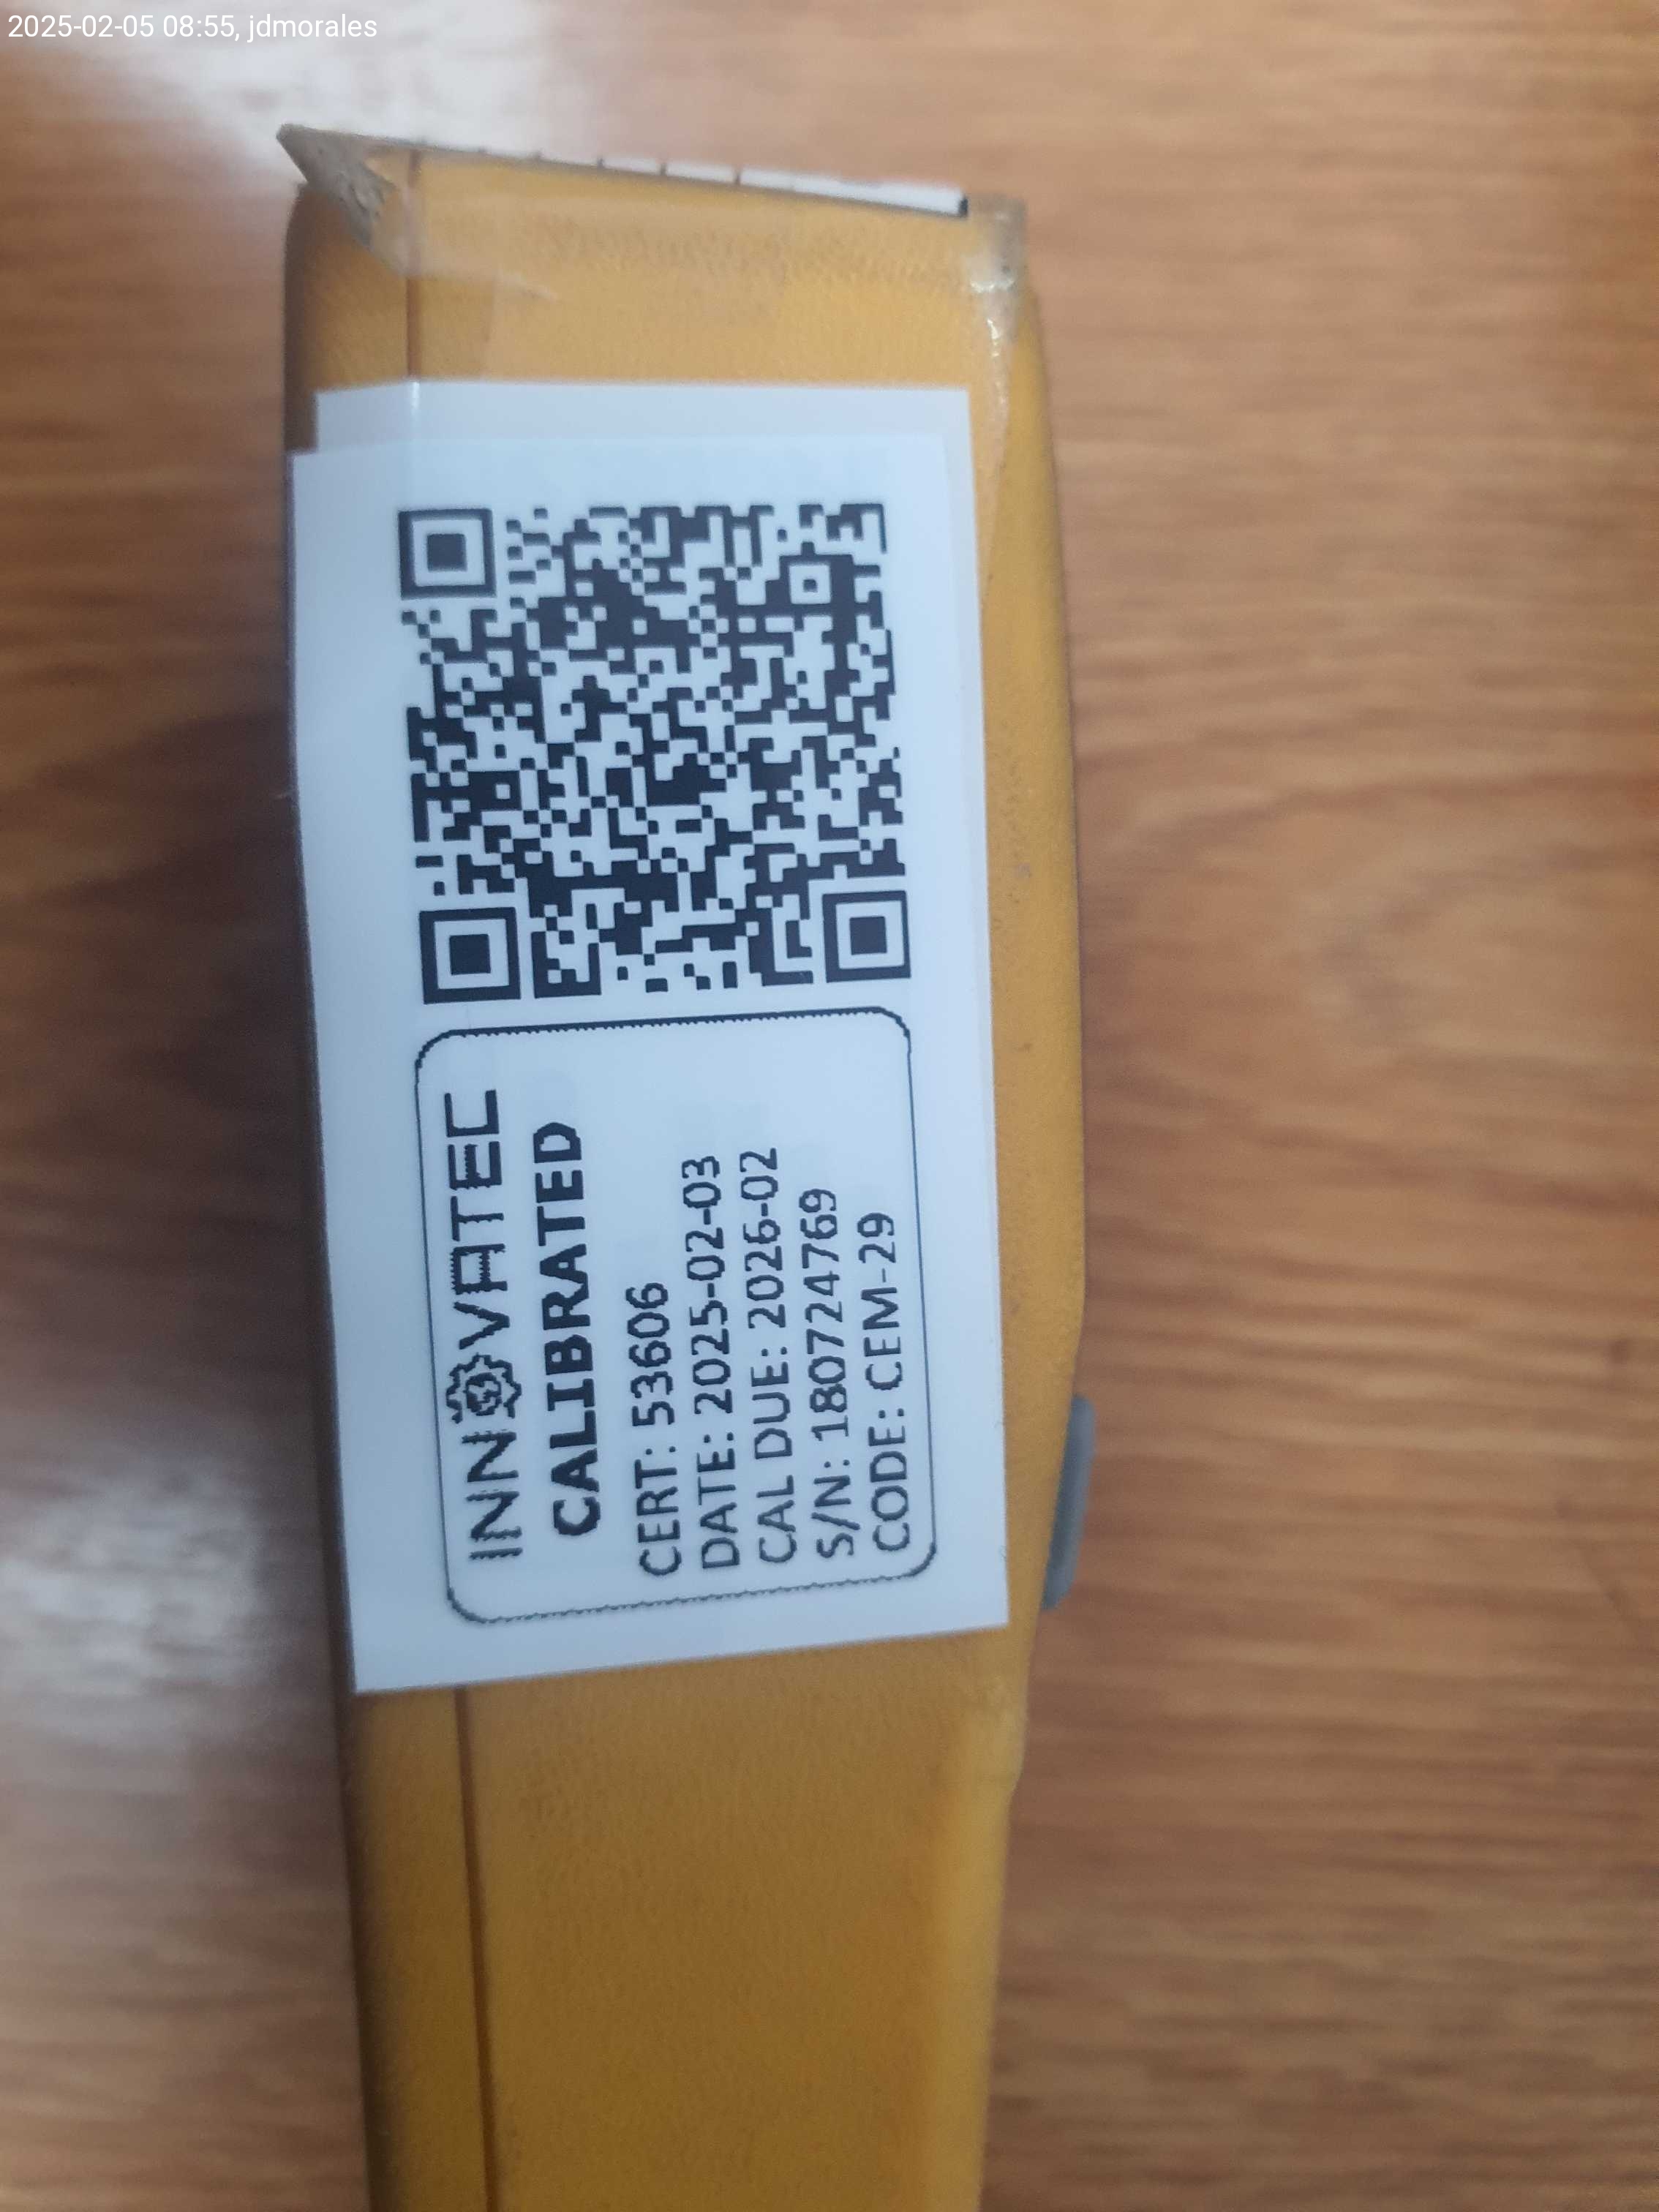 2025-02-05 08:55, jdmorales
INNOVATEC
CALIBRATED
CERT: 53606
DATE: 2025-02-03
CAL DUE: 2026-02
S/N: 180724769
CODE: CEM-29